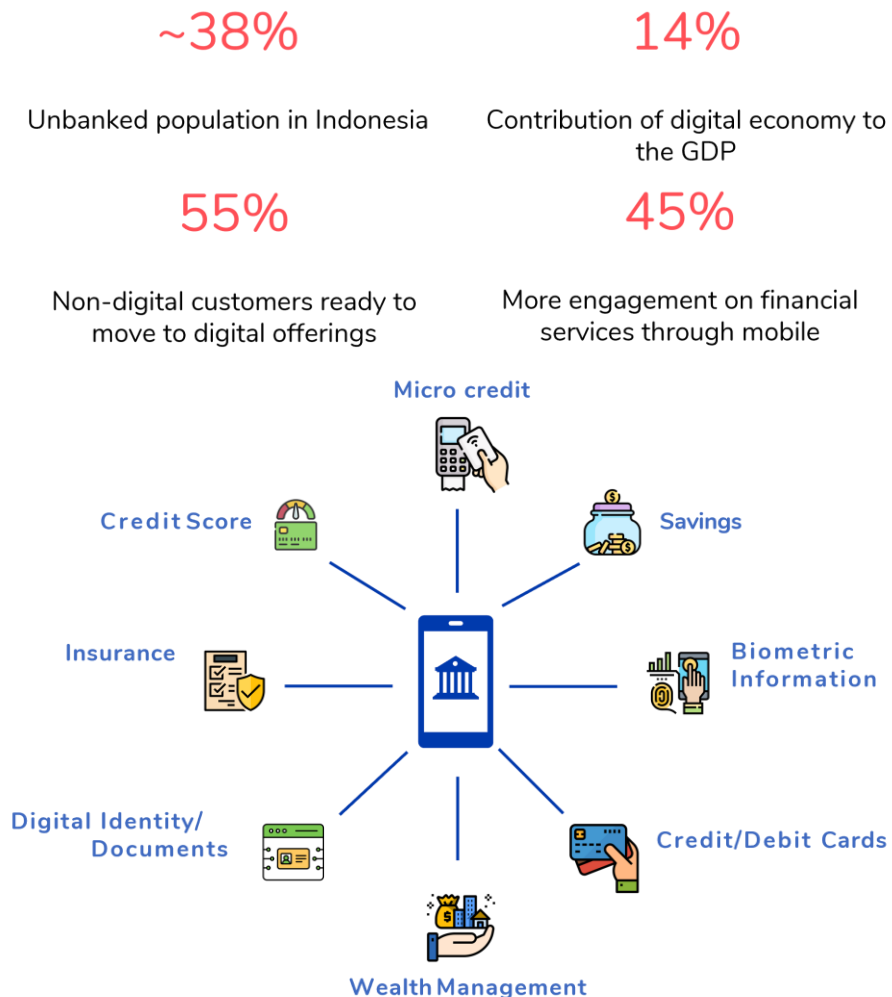 ~38%
14%
Unbanked population in Indonesia
Contribution of digital economy to
the GDP
55%
45%
Non-digital customers ready to
move to digital offerings
More engagement on financial
services through mobile
Micro credit
Credit Score
Savings
Insurance
Biometric
Information
Digital Identity/
Documents
Credit/Debit Cards
Wealth Management